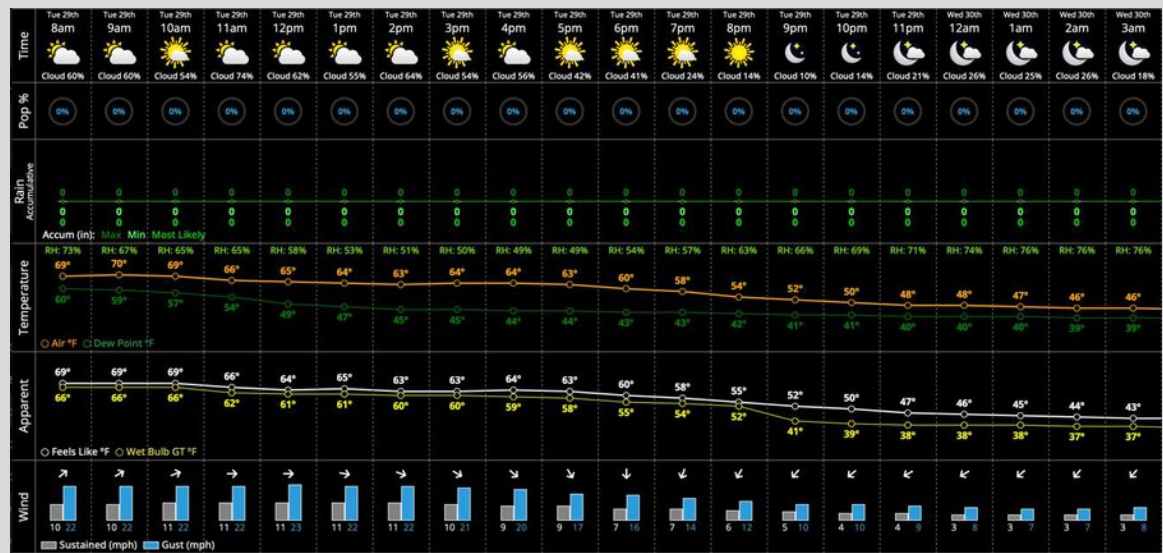 Time
Tue 29th Tue 29th Tue 29th Tue 29th Tue 29th Tue 29th Tue 29th Tue 29th Tue 29th Tue 29th Tue 29th Tue 29th Tue 29th Tue 29th Tue 29th Tue 29th Wed 30th Wed 30th Wed 30th Wed 30th
8am 9am 10am 11am 12pm 1pm 2pm 3pm 4pm 5pm 6pm 7pm 8pm 9pm 10pm 11pm 12am 1am 2am 3am
Cloud 60% Cloud 60% Cloud 54% Cloud 74% Cloud 62% Cloud 55% Cloud 64% Cloud 54% Cloud 56% Cloud 42% Cloud 41% Cloud 24% Cloud 14% Cloud 10% Cloud 14% Cloud 21% Cloud 26% Cloud 25% Cloud 26% Cloud 18%
Pop %
0% 0% 0% 0% 0% 0% 0% 0% 0% 0% 0% 0% 0% 0% 0% 0% 0% 0% 0% 0%
Rain
Accumulative
0 0 0 0 0 0 0 0 0 0 0 0 0 0 0 0 0 0 0 0
0 0 0 0 0 0 0 0 0 0 0 0 0 0 0 0 0 0 0 0
0 0 0 0 0 0 0 0 0 0 0 0 0 0 0 0 0 0 0 0
Accum (in): Max Min: Most Likely
Temperature
RH: 73% RH: 67% RH: 65% RH: 65% RH: 58% RH: 53% RH: 51% RH: 50% RH: 49% RH: 49% RH: 54% RH: 57% RH: 63% RH: 66% RH: 69% RH: 71% RH: 74% RH: 76% RH: 76% RH: 76%
69° 70° 69° 66° 65° 64° 63° 64° 64° 63° 60° 58° 54° 52° 50° 48° 48° 47° 46° 46°
60° 59° 57° 54° 49° 47° 45° 45° 44° 44° 43° 43° 42° 41° 41° 40° 40° 40° 39° 39°
Air °F Dew Point °F
Apparent
69° 69° 69° 66° 64° 65° 63° 63° 64° 63° 60° 58° 55° 52° 50° 47° 46° 45° 44° 43°
66° 66° 66° 62° 61° 61° 60° 60° 59° 58° 55° 54° 52° 41° 39° 38° 38° 38° 37° 37°
Feels Like °F Wet Bulb GT °F
Wind
10 22 10 22 11 22 11 22 11 23 11 22 11 22 10 21 9 20 9 17 7 16 7 14 6 12 5 10 4 10 4 9 3 8 3 7 3 7 3 8
Sustained (mph) Gust (mph)